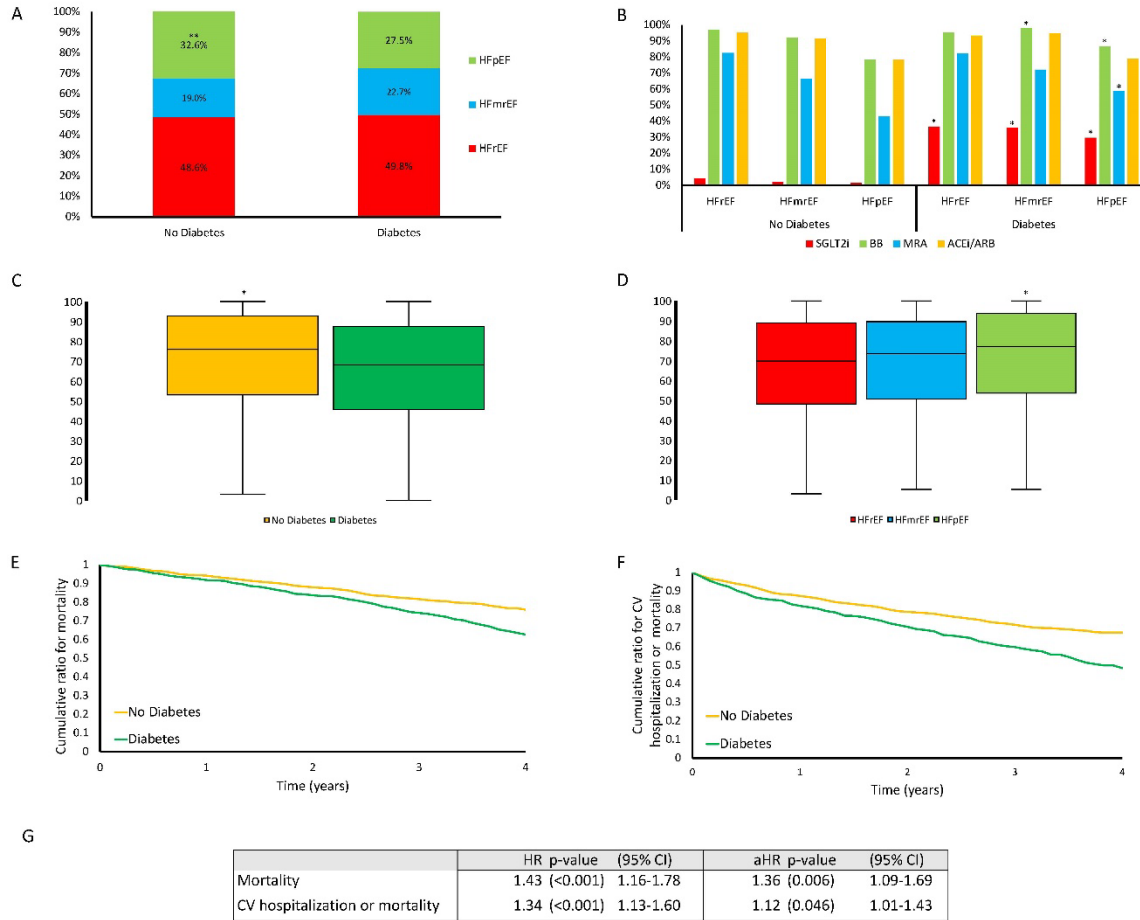 A
100%
90%
80%
70%
60%
50%
40%
30%
20%
10%
0%
**
32.6%
19.0%
48.6%
27.5%
22.7%
49.8%
No Diabetes
Diabetes
HFpEF
HFmrEF
HFrEF
B
100%
90%
80%
70%
60%
50%
40%
30%
20%
10%
0%
* * * * * *
HFrEF HFmrEF HFpEF HFrEF HFmrEF HFpEF
No Diabetes Diabetes
SGLT2i BB MRA ACEi/ARB
C
100
90
80
70
60
50
40
30
20
10
0
*
No Diabetes Diabetes
D
100
90
80
70
60
50
40
30
20
10
0
*
HFrEF HFmrEF HFpEF
E
Cumulative ratio for mortality
1
0.9
0.8
0.7
0.6
0.5
0.4
0.3
0.2
0.1
0
No Diabetes
Diabetes
0 1 2 3 4
Time (years)
F
Cumulative ratio for CV
hospitalization or mortality
1
0.9
0.8
0.7
0.6
0.5
0.4
0.3
0.2
0.1
0
No Diabetes
Diabetes
0 1 2 3 4
Time (years)
G
HR p-value (95% CI) aHR p-value (95% CI)
Mortality 1.43 (<0.001) 1.16-1.78 1.36 (0.006) 1.09-1.69
CV hospitalization or mortality 1.34 (<0.001) 1.13-1.60 1.12 (0.046) 1.01-1.43